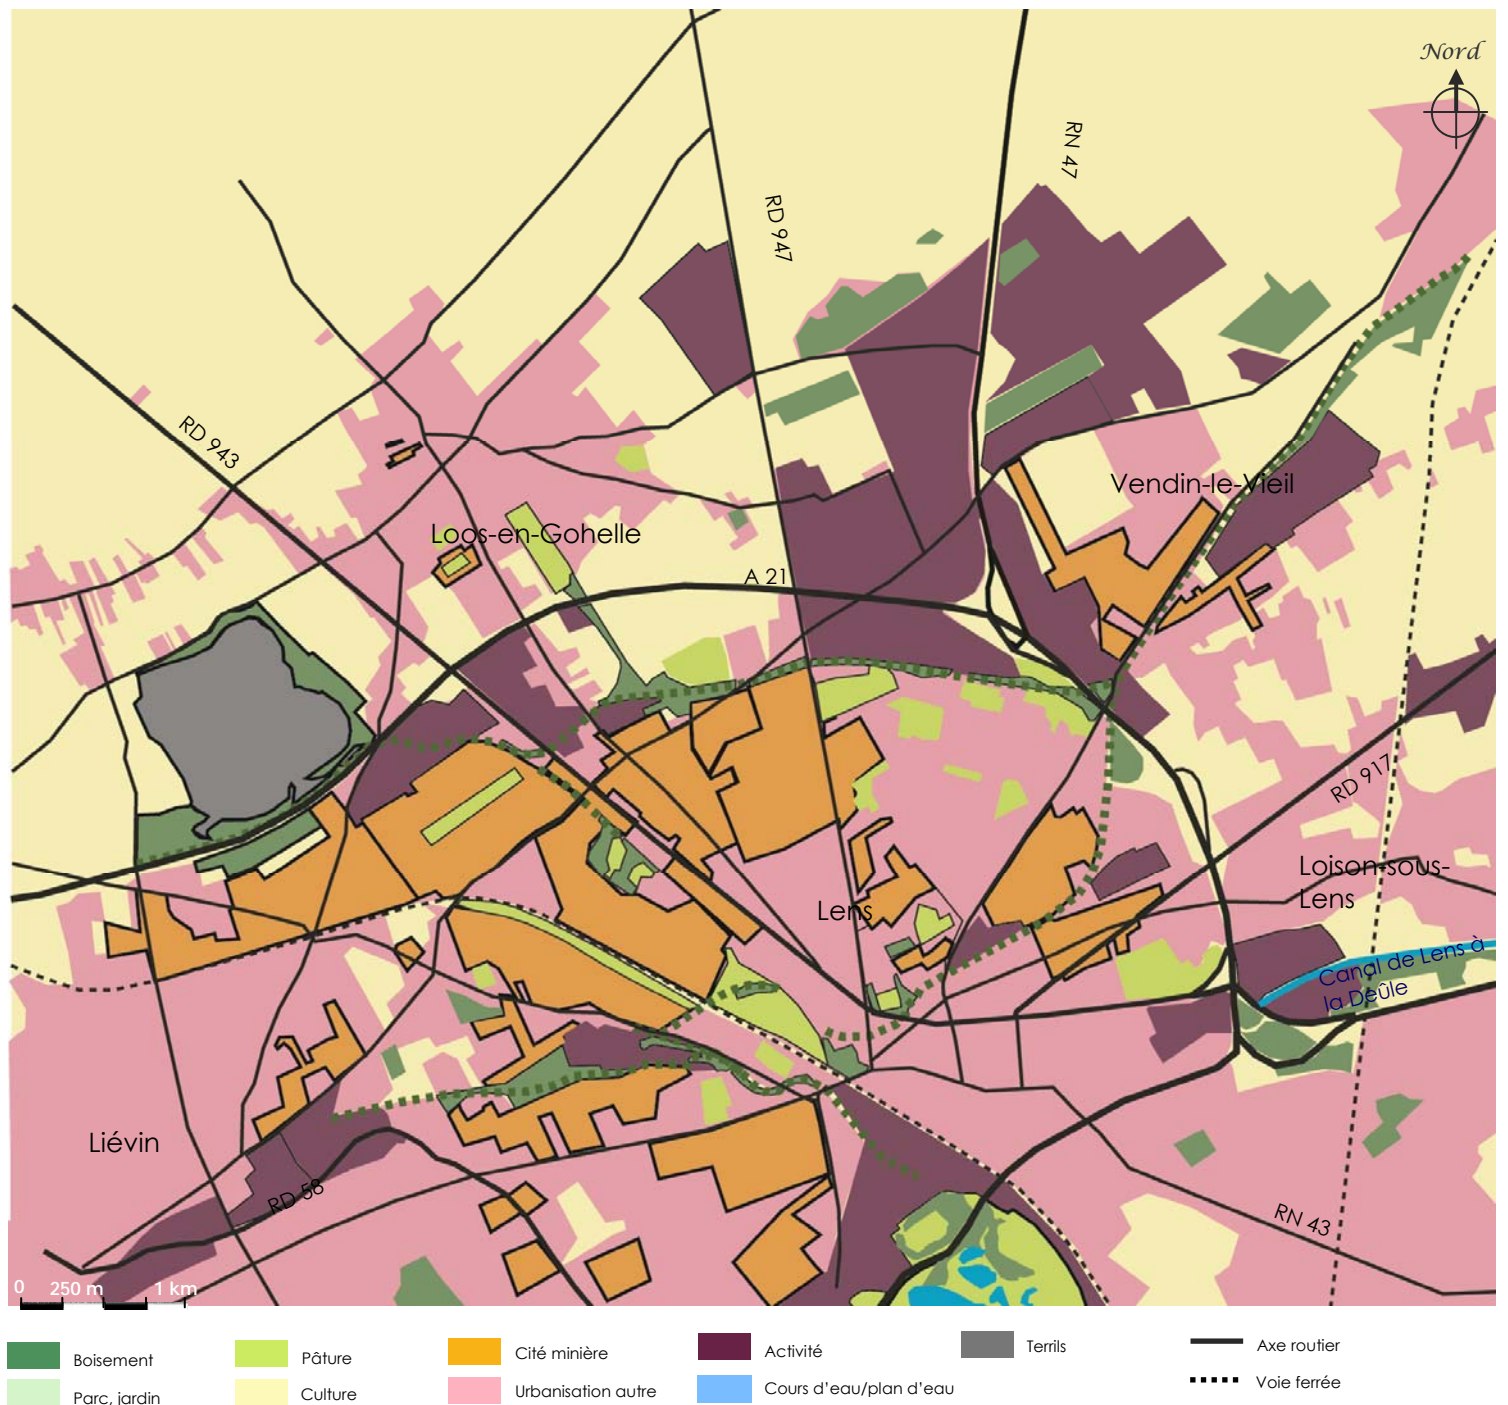 Nord
RN 47
RD 947
RD 943
Vendin-le-Vieil
Loos-en-Gohelle
A 21
RD 917
Loison-sous-
Lens
Lens
Canal de Lens à
la Deûle
Liévin
RD 58
RN 43
0 250 m 1 km
Boisement
Pâture
Cité minière
Activité
Terrils
Axe routier
Parc, jardin
Culture
Urbanisation autre
Cours d'eau/plan d'eau
Voie ferrée